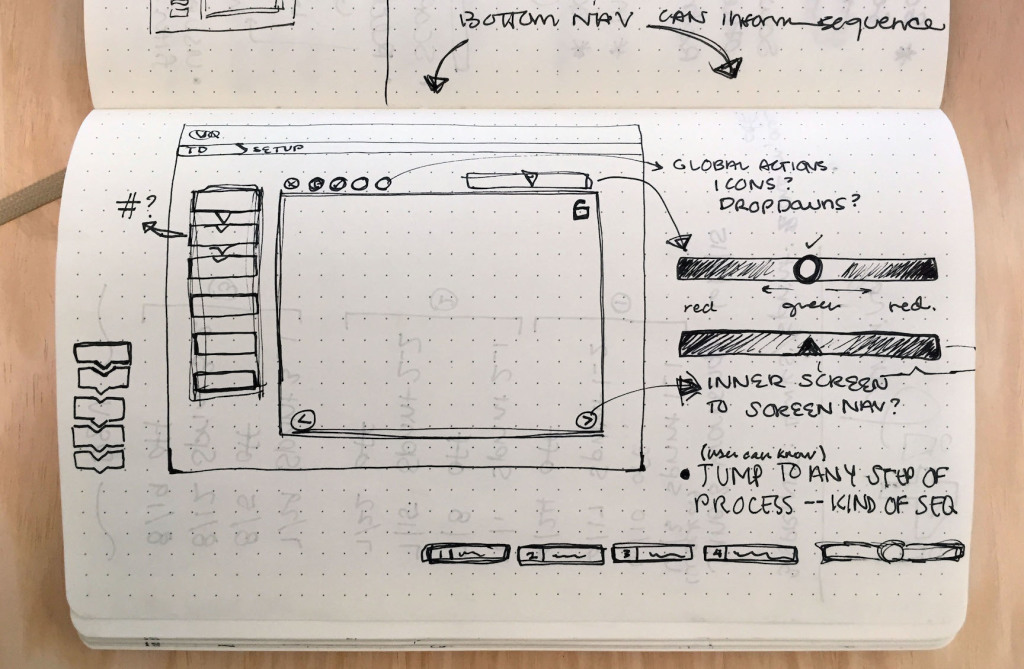 BOTTOM NAV CAN inform sequence
TD > SETUP
GLOBAL ACTIONS
ICONS?
DROPDOWNS?
#?
6
red green red.
INNER SCREEN
TO SCREEN NAV?
(user can know)
• JUMP TO ANY STEP OF
PROCESS -- KIND OF SEQ
1 2 3 4